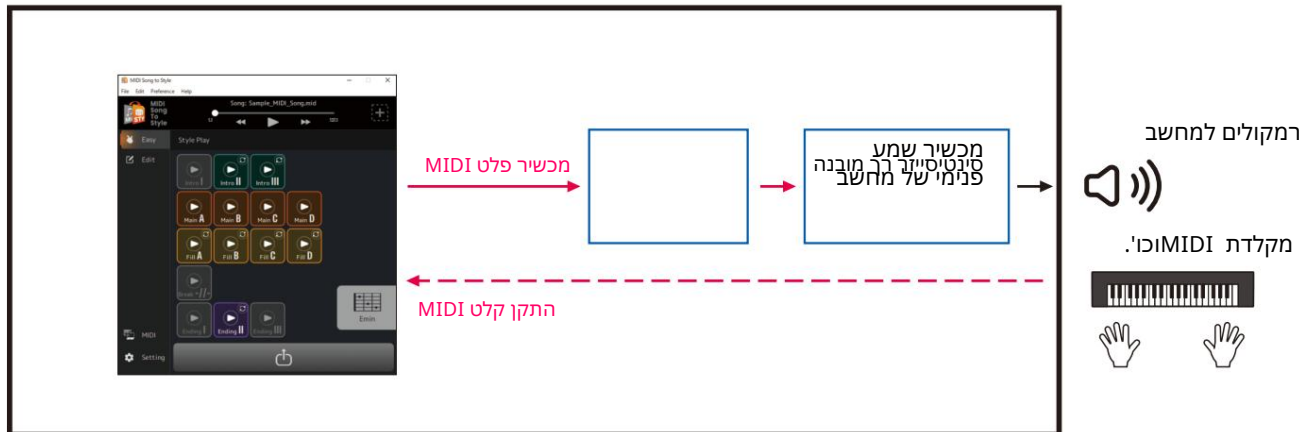 MIDI Song to Style
File Edit Preference Help
MIDI
Song
To
Style
Song: Sample_MIDI_Song.mid
Easy
Edit
Style Play
Intro I
Intro II
Intro III
Main A
Main B
Main C
Main D
Fill A
Fill B
Fill C
Fill D
Break
Ending I
Ending II
Ending III
Emin
MIDI
Setting
מכשיר פלט MIDI
התקן קלט MIDI
מכשיר שמע
סינטיסייזר רך מובנה
פנימי של מחשב
רמקולים למחשב
מקלדת MIDIוכו'.